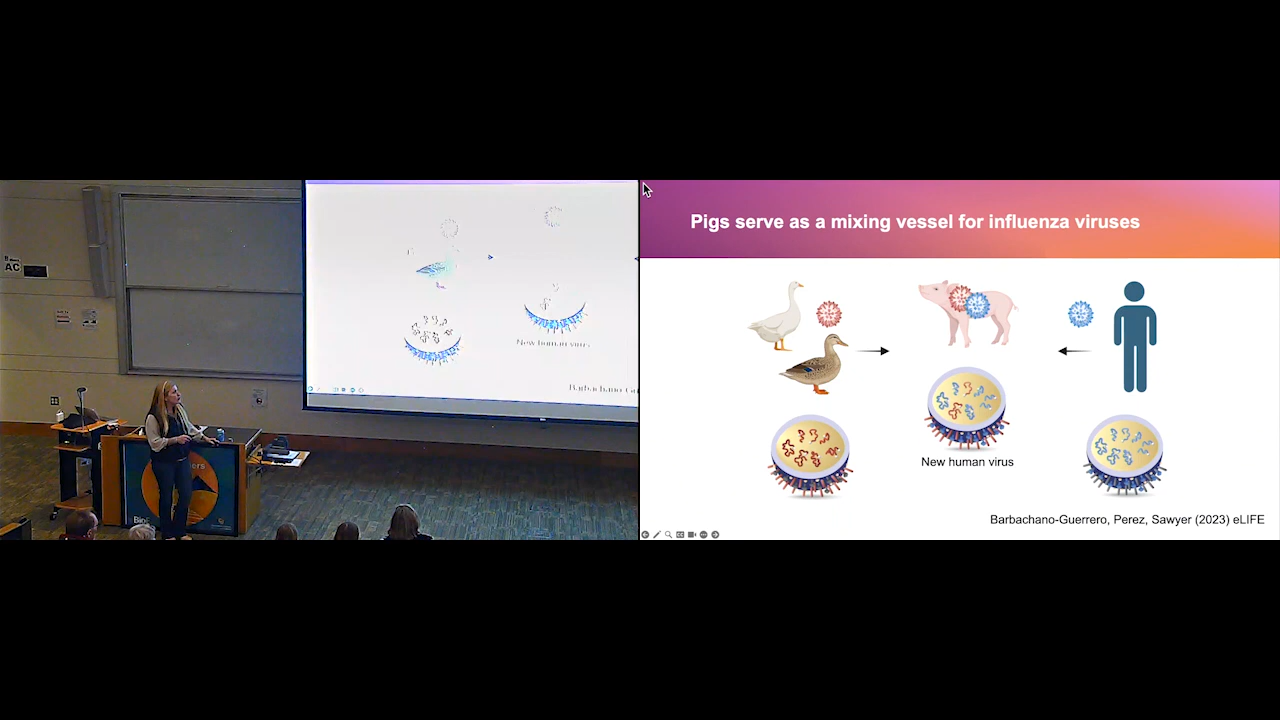 AC
New human virus
Barbachano
Pigs serve as a mixing vessel for influenza viruses
New human virus
Barbachano-Guerrero, Perez, Sawyer (2023) eLIFE